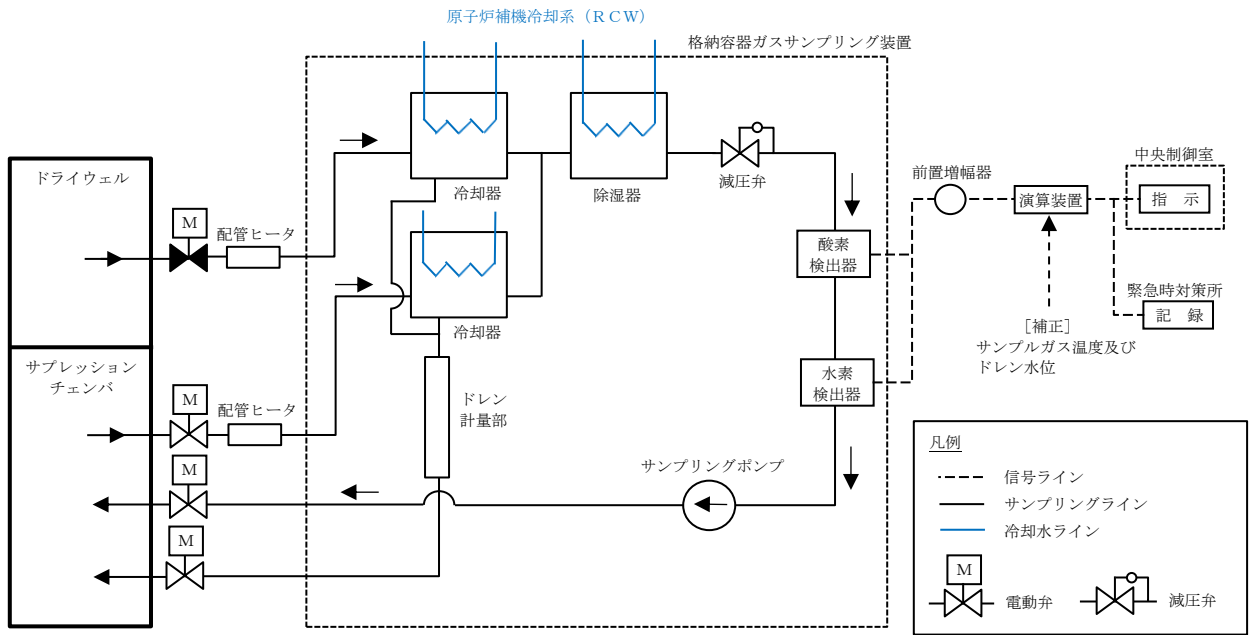 原子炉補機冷却系（ＲＣＷ）
格納容器ガスサンプリング装置
ドライウェル
M
配管ヒータ
冷却器
除湿器
減圧弁
冷却器
サプレッション
チェンバ
M
配管ヒータ
M
M
ドレン
計量部
サンプリングポンプ
酸素
検出器
水素
検出器
前置増幅器
演算装置
中央制御室
指　示
緊急時対策所
記　録
［補正］
サンプルガス温度及び
ドレン水位
凡例
信号ライン
サンプリングライン
冷却水ライン
M
電動弁
減圧弁